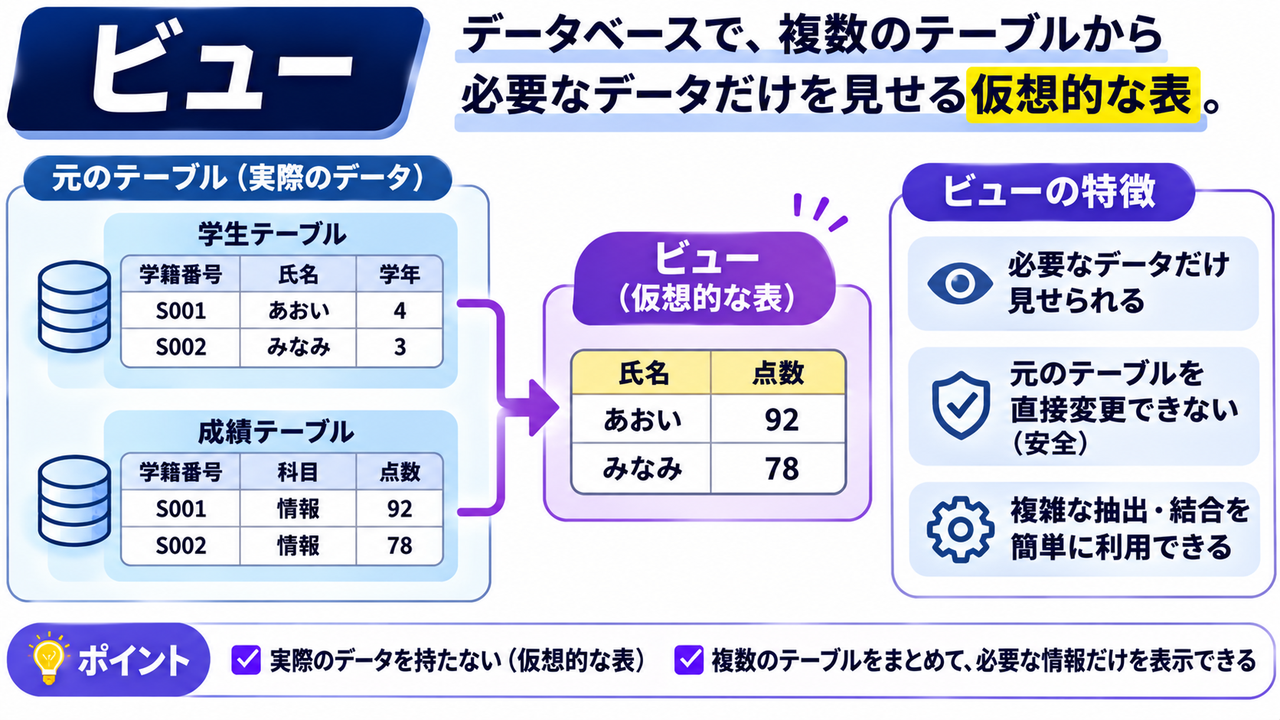 ビュー
データベースで、複数のテーブルから
必要なデータだけを見せる仮想的な表。
元のテーブル（実際のデータ）
学生テーブル
学籍番号 氏名 学年
S001 あおい 4
S002 みなみ 3
成績テーブル
学籍番号 科目 点数
S001 情報 92
S002 情報 78
ビュー
（仮想的な表）
氏名 点数
あおい 92
みなみ 78
ビューの特徴
必要なデータだけ
見せられる
元のテーブルを
直接変更できない
（安全）
複雑な抽出・結合を
簡単に利用できる
ポイント
実際のデータを持たない（仮想的な表）
複数のテーブルをまとめて、必要な情報だけを表示できる